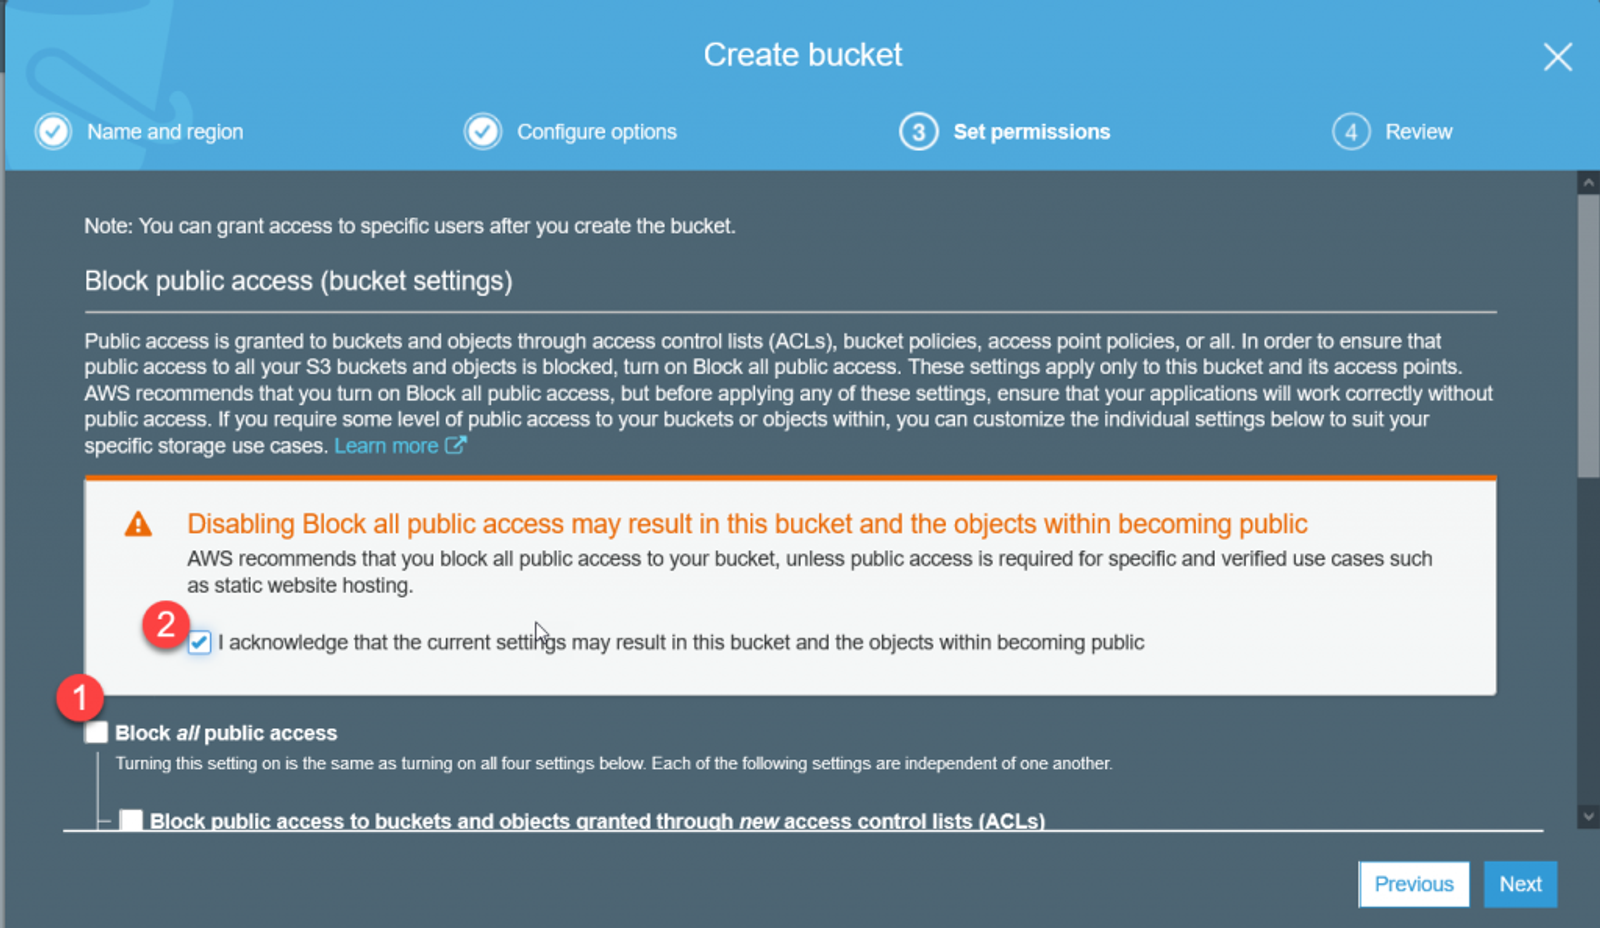 Create bucket
Name and region
Configure options
3 Set permissions
4 Review
Note: You can grant access to specific users after you create the bucket.
Block public access (bucket settings)
Public access is granted to buckets and objects through access control lists (ACLs), bucket policies, access point policies, or all. In order to ensure that
public access to all your S3 buckets and objects is blocked, turn on Block all public access. These settings apply only to this bucket and its access points.
AWS recommends that you turn on Block all public access, but before applying any of these settings, ensure that your applications will work correctly without
public access. If you require some level of public access to your buckets or objects within, you can customize the individual settings below to suit your
specific storage use cases. Learn more
Disabling Block all public access may result in this bucket and the objects within becoming public
AWS recommends that you block all public access to your bucket, unless public access is required for specific and verified use cases such
as static website hosting.
2
I acknowledge that the current settings may result in this bucket and the objects within becoming public
1
Block all public access
Turning this setting on is the same as turning on all four settings below. Each of the following settings are independent of one another.
Block public access to buckets and objects granted through new access control lists (ACLs)
Previous
Next